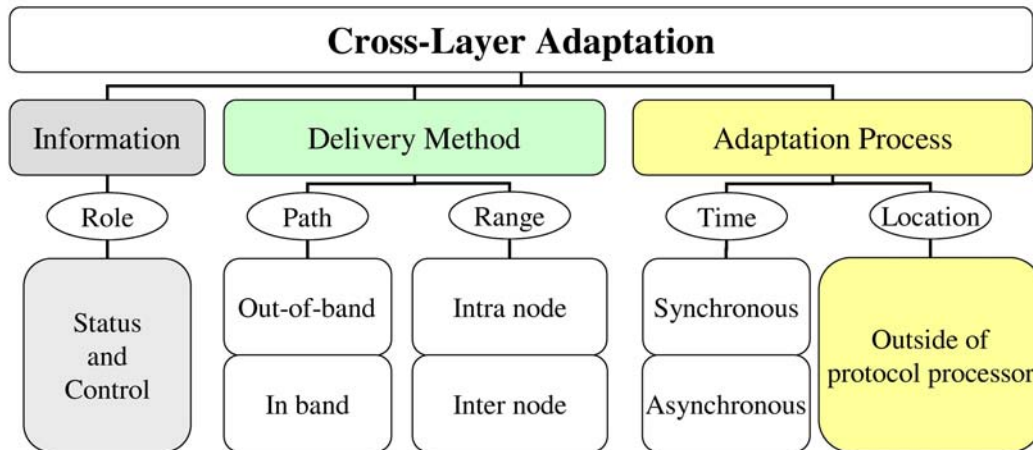 Cross-Layer Adaptation
Information
Delivery Method
Adaptation Process
Role
Path
Range
Time
Location
Status
and
Control
Out-of-band
In band
Intra node
Inter node
Synchronous
Asynchronous
Outside of
protocol processor